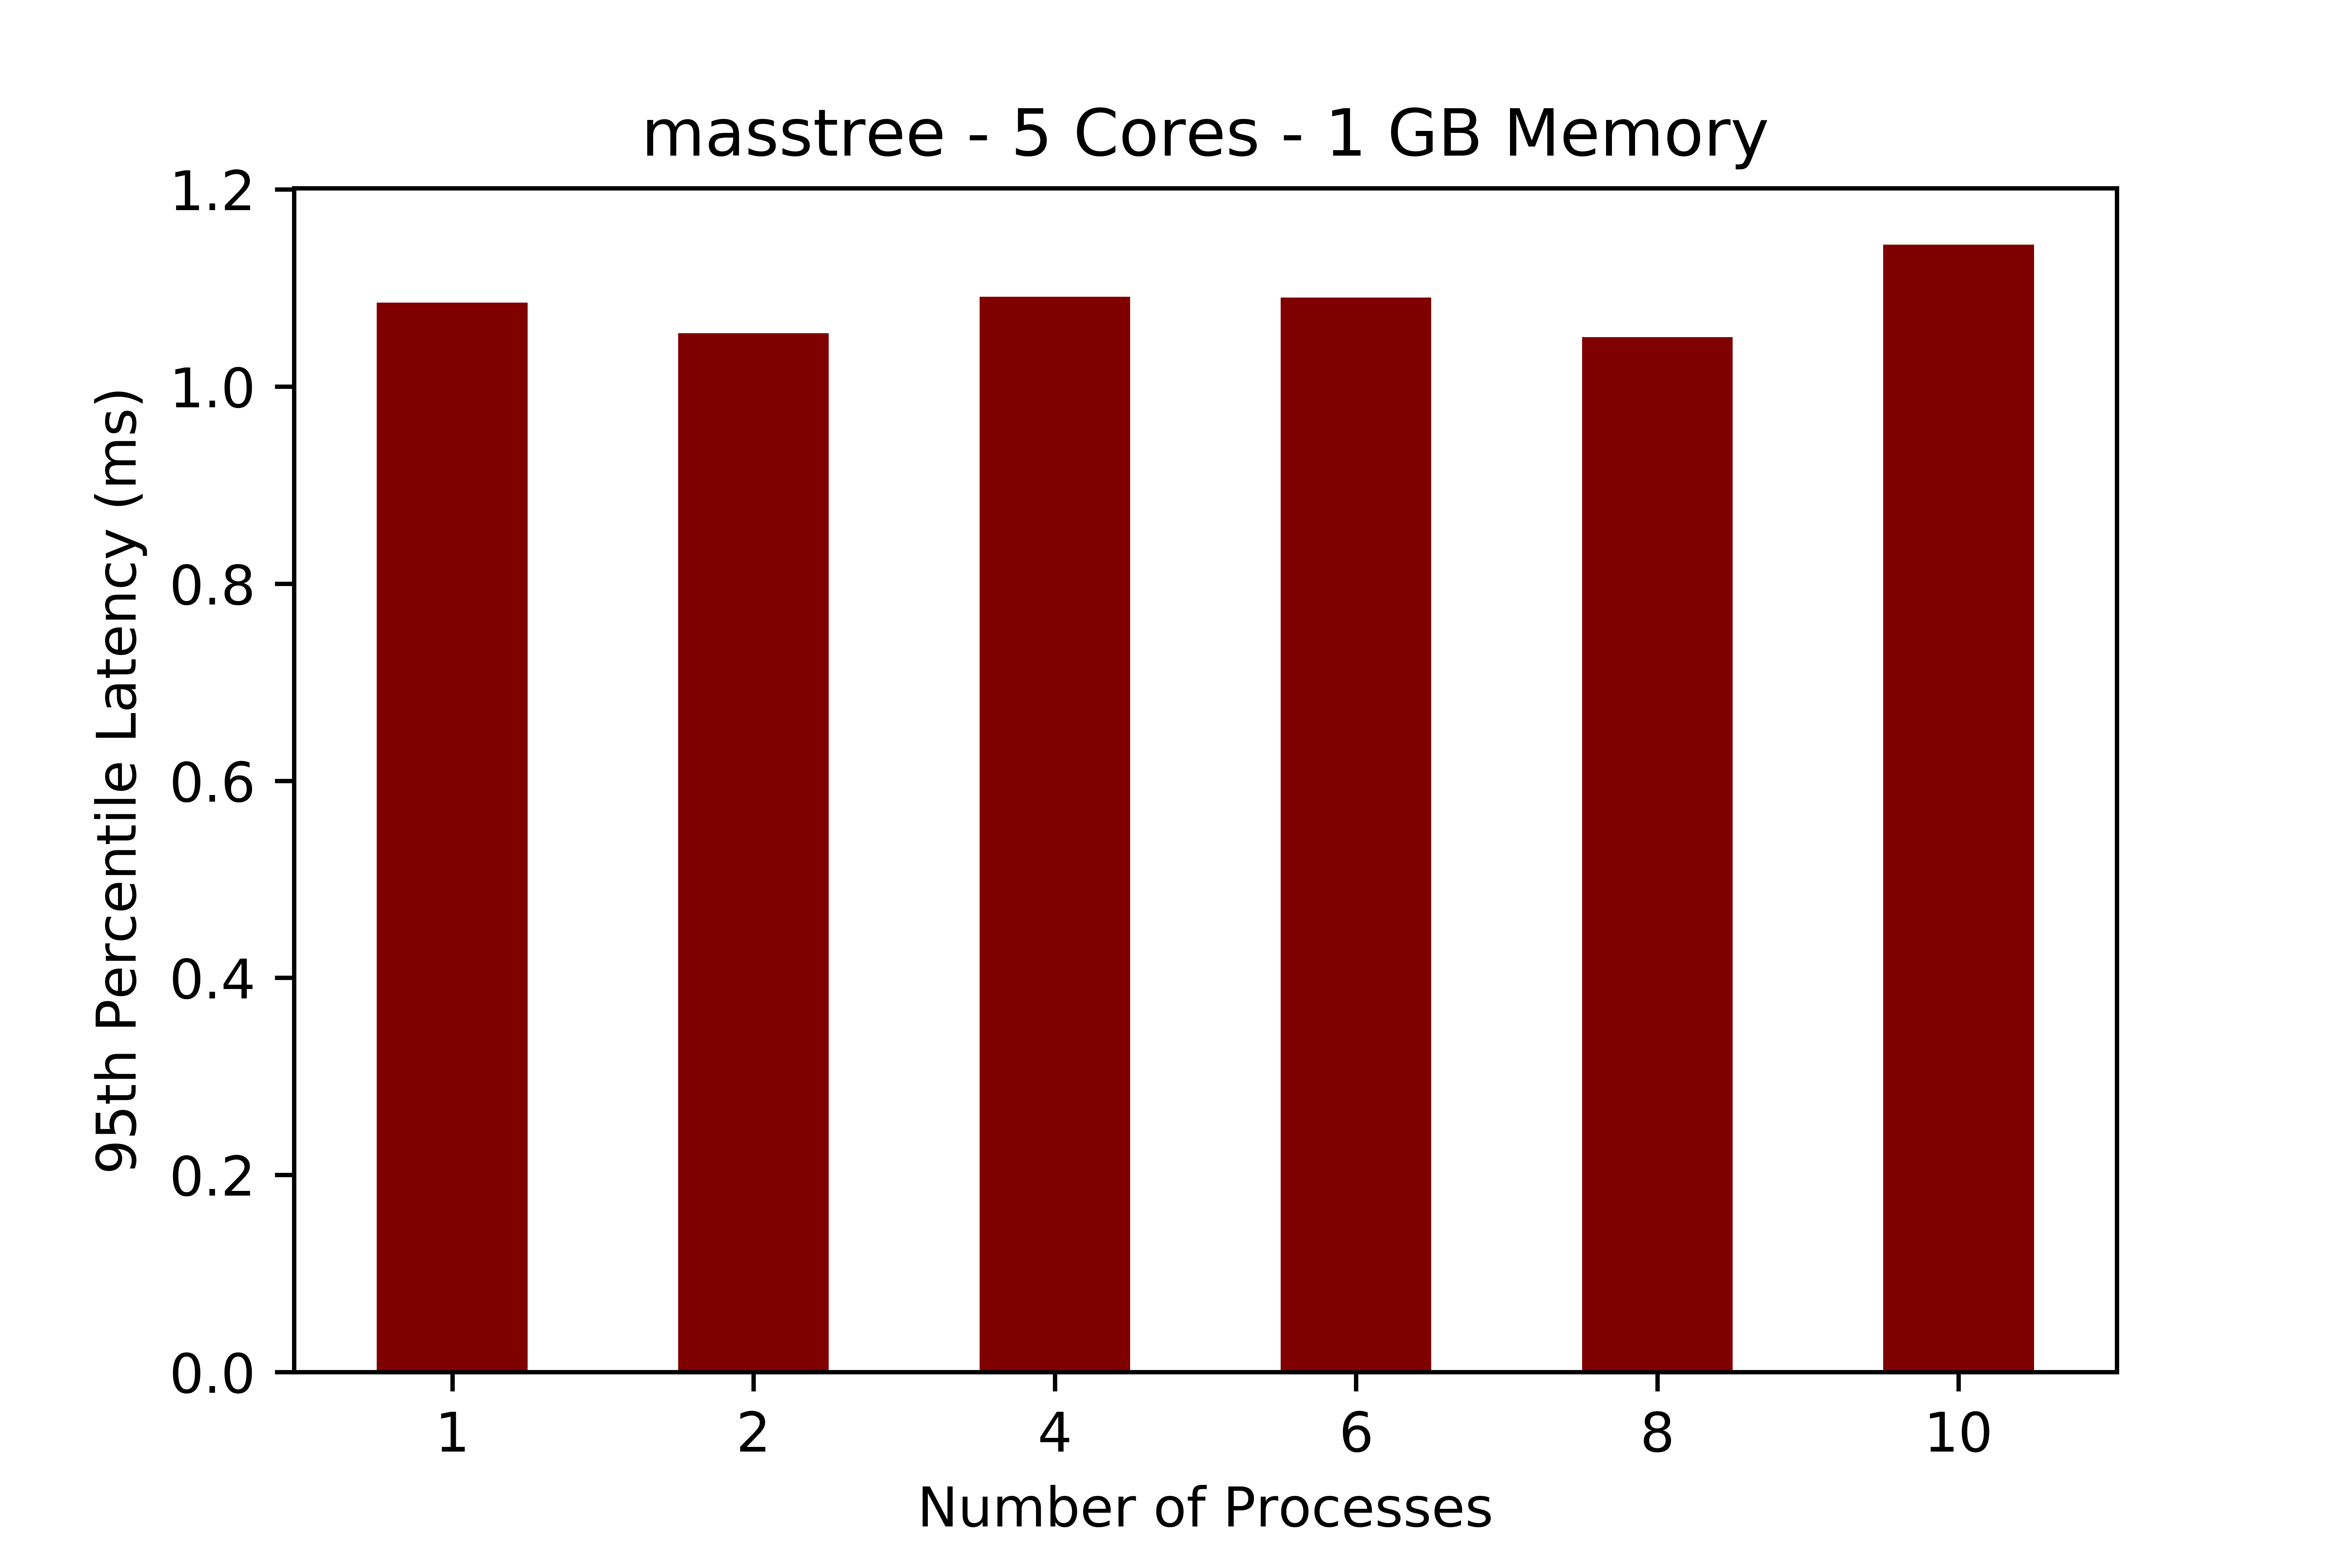 masstree - 5 Cores - 1 GB Memory
95th Percentile Latency (ms)
1.2
1.0
0.8
0.6
0.4
0.2
0.0
1 2 4 6 8 10
Number of Processes